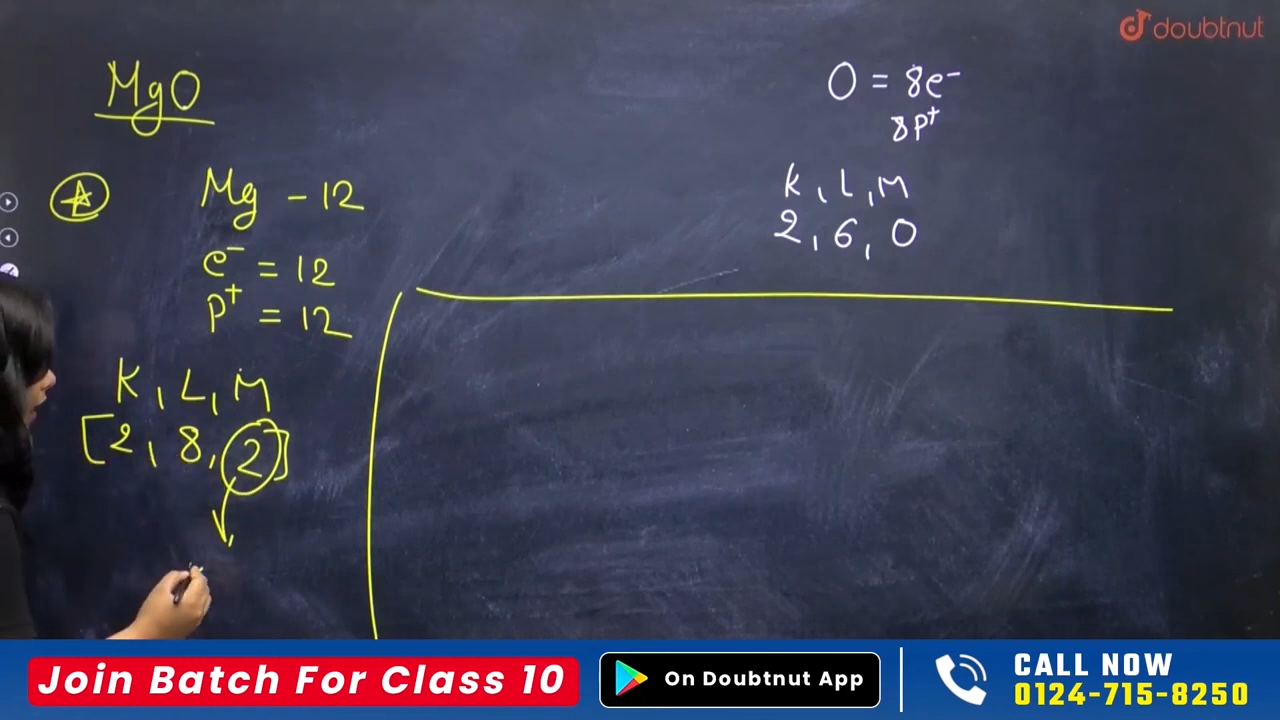 doubtnut
MgO
Mg - 12
e⁻ = 12
p⁺ = 12
K, L, M
[2, 8, 2]
O = 8e⁻
8p⁺
K, L, M
2, 6, 0
Join Batch For Class 10
On Doubtnut App
CALL NOW
0124-715-8250